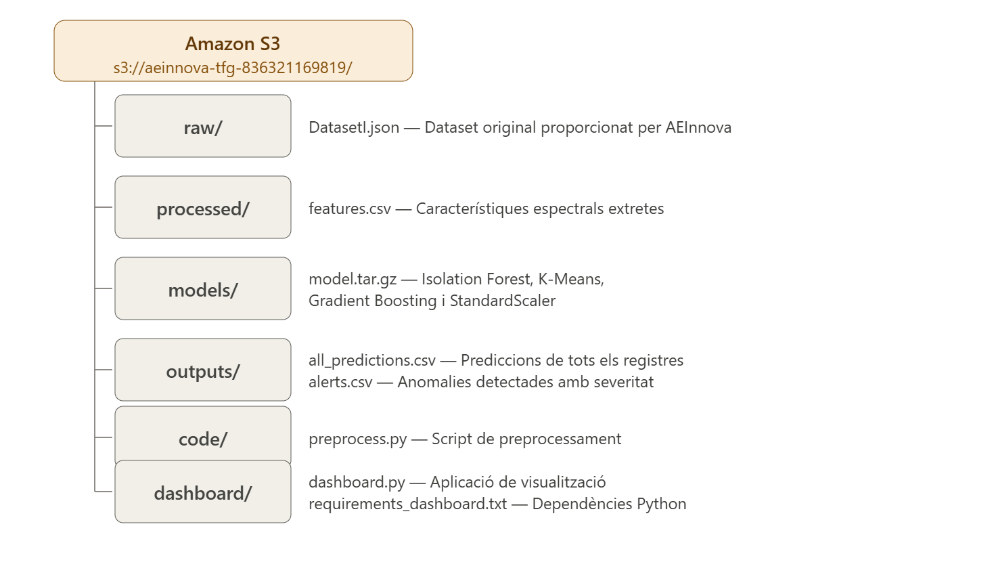 Amazon S3
s3://aeinnova-tfg-836321169819/
raw/
DatasetI.json — Dataset original proporcionat per AEInnova
processed/
features.csv — Característiques espectrals extretes
models/
model.tar.gz — Isolation Forest, K-Means,
Gradient Boosting i StandardScaler
outputs/
all_predictions.csv — Prediccions de tots els registres
alerts.csv — Anomalies detectades amb severitat
code/
preprocess.py — Script de preprocessament
dashboard/
dashboard.py — Aplicació de visualització
requirements_dashboard.txt — Dependències Python